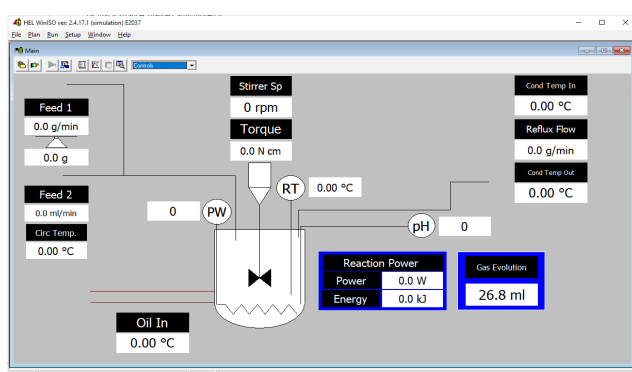 HEL WinISO ver: 2.4.17.1 (simulation) E2037
File Plan Run Setup Window Help
Main
Controls
Stirrer Sp
0 rpm
Torque
0.0 N cm
Cond Temp In
0.00 °C
Reflux Flow
0.0 g/min
Cond Temp Out
0.00 °C
Feed 1
0.0 g/min
0.0 g
Feed 2
0.0 ml/min
Circ Temp.
0.00 °C
0 PW
RT 0.00 °C
pH 0
Reaction Power
Power 0.0 W
Energy 0.0 kJ
Gas Evolution
26.8 ml
Oil In
0.00 °C